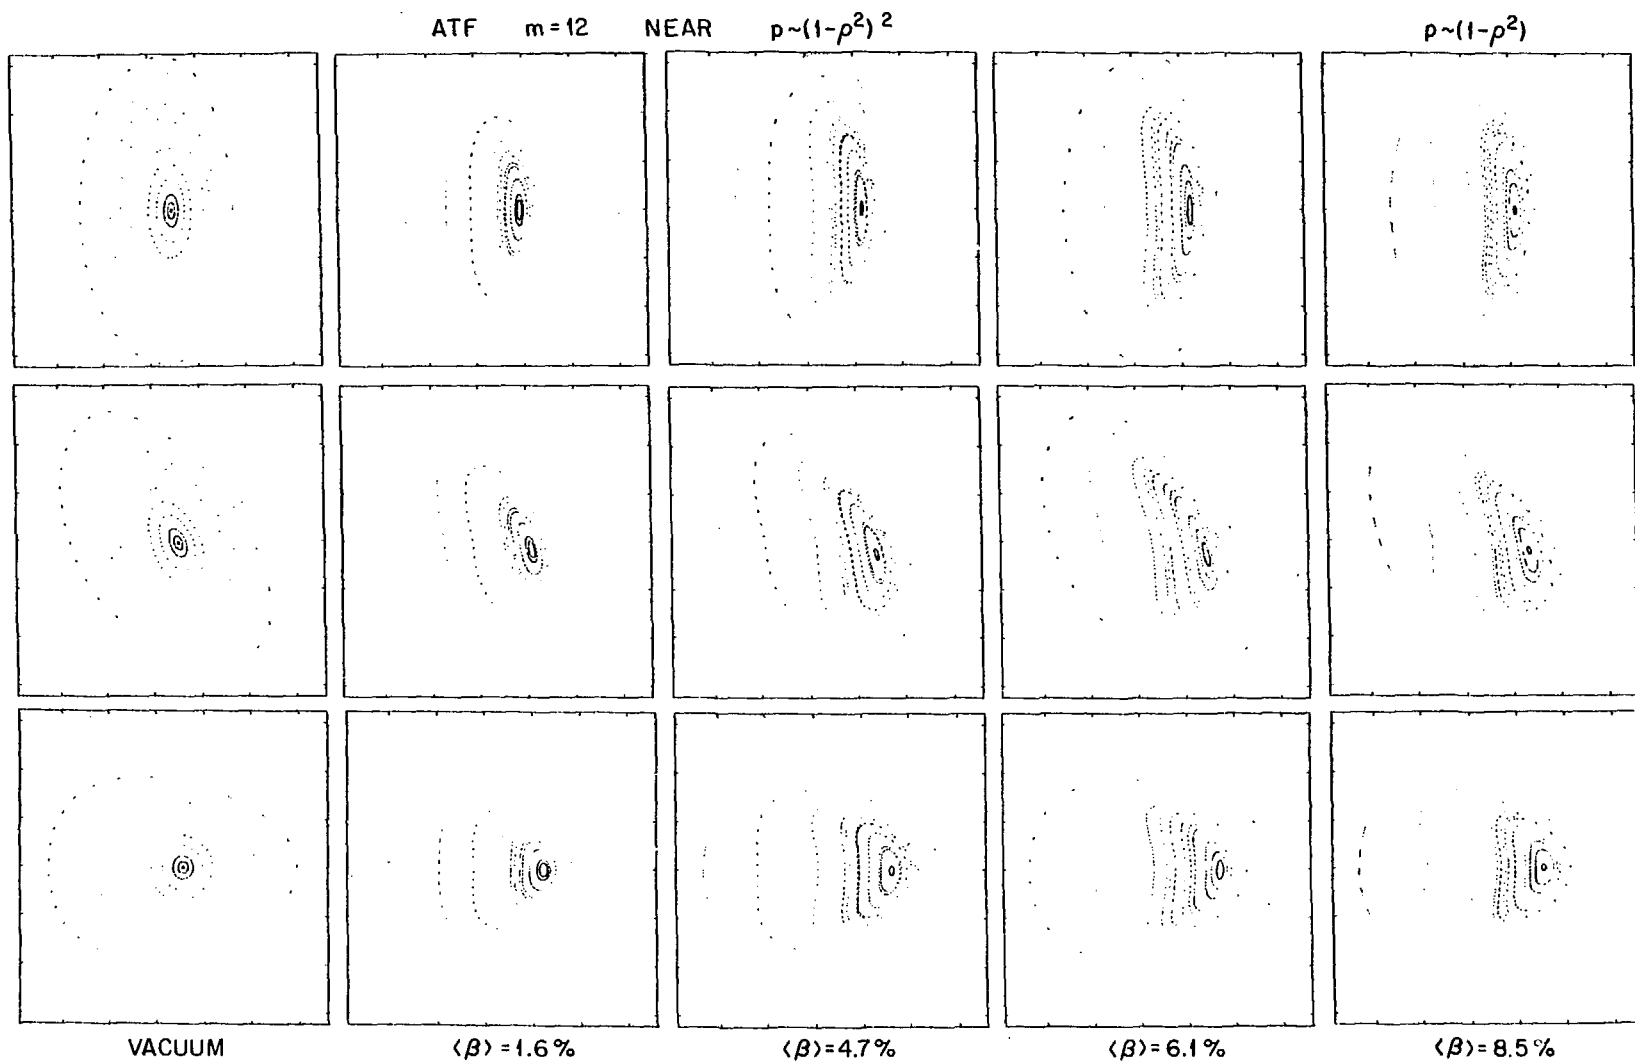 ATF m=12 NEAR p~(1-ρ²)² p~(1-ρ²)
VACUUM ⟨β⟩=1.6% ⟨β⟩=4.7% ⟨β⟩=6.1% ⟨β⟩=8.5%